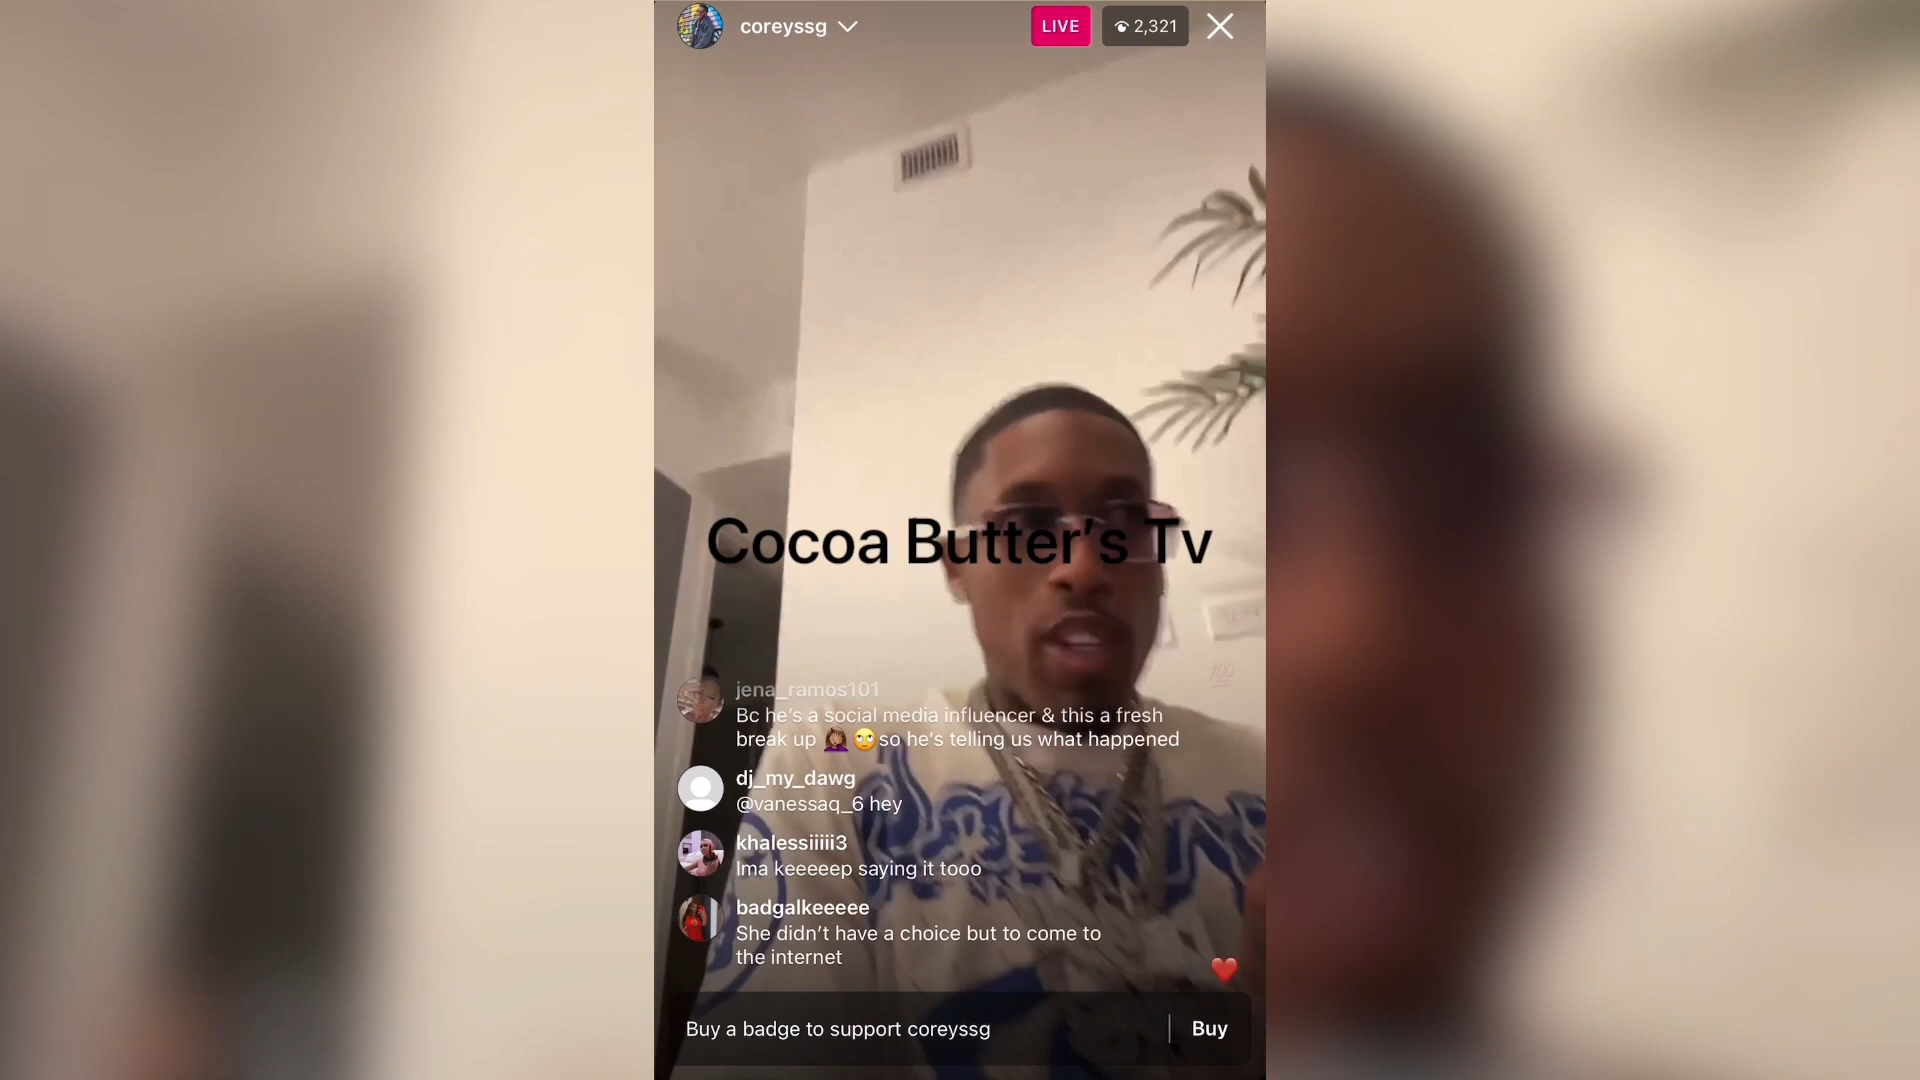 coreyssg
LIVE
2,321
Cocoa Butter's Tv
jena_ramos101
Bc he's a social media influencer & this a fresh
break up 🤦🏾‍♀️🙄so he's telling us what happened
dj_my_dawg
@vanessaq_6 hey
khalessiiiii3
Ima keeeeep saying it tooo
badgalkeeeee
She didn't have a choice but to come to
the internet
Buy a badge to support coreyssg
Buy